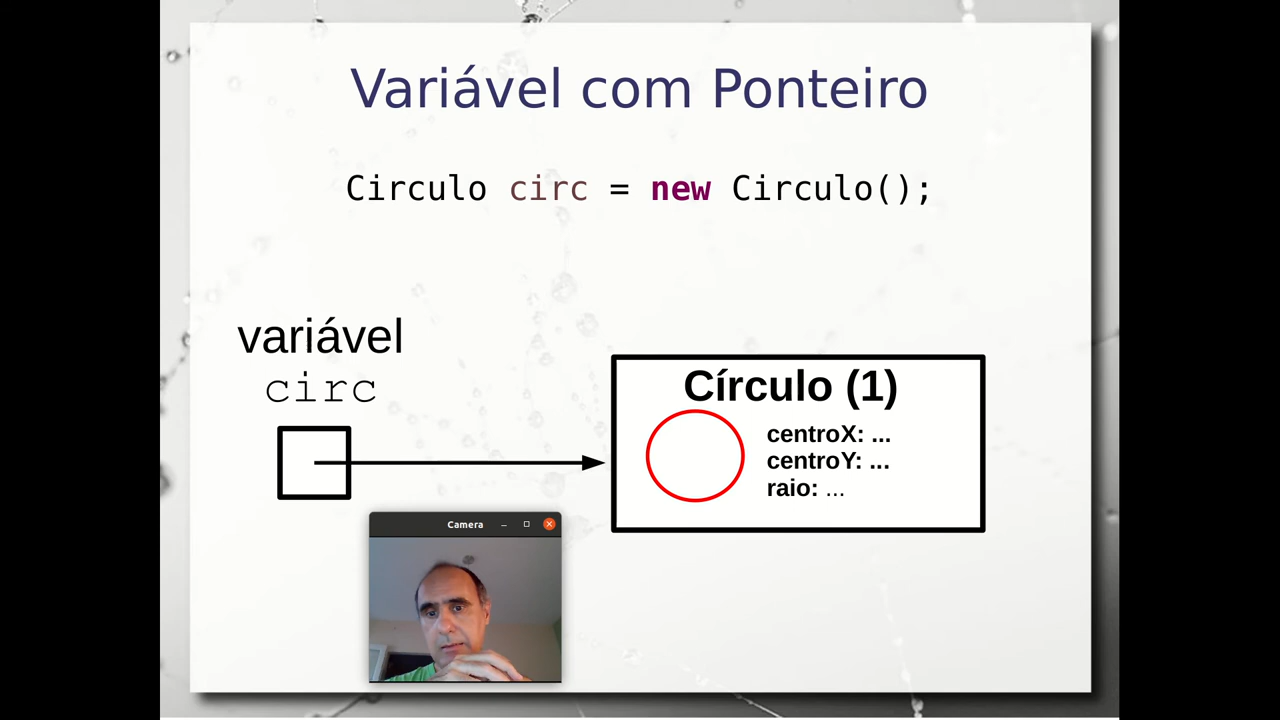 Variável com Ponteiro
Circulo circ = new Circulo();
variável
circ
Círculo (1)
centroX: ...
centroY: ...
raio: ...
Camera